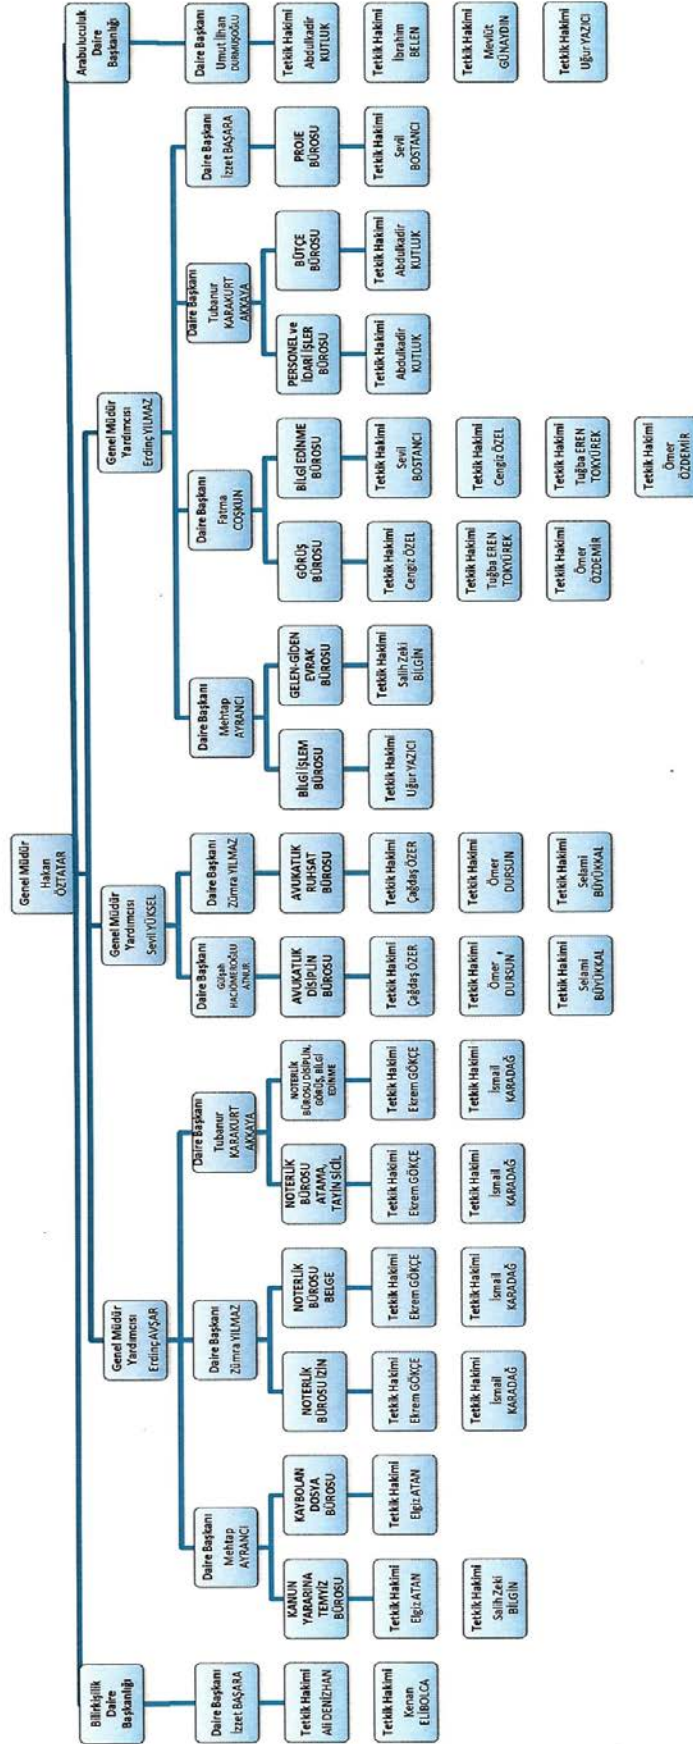 Genel Müdür
Hakan
ÖZTATAR
Bilirkişilik
Daire
Başkanlığı
Daire Başkanı
İzzet BAŞARA
Tetkik Hakimi
Ali DENİZHAN
Tetkik Hakimi
Kenan
ELİBOLCA
Genel Müdür
Yardımcısı
Erdinç AVŞAR
Daire Başkanı
Mehtap
AYRANCI
KANUN
YARARINA
TEMYİZ
BÜROSU
Tetkik Hakimi
Elgiz ATAN
Tetkik Hakimi
Salih Zeki
BİLGİN
KAYBOLAN
DOSYA
BÜROSU
Tetkik Hakimi
Elgiz ATAN
Daire Başkanı
Zümra YILMAZ
NOTERLİK
BÜROSU İZİN
Tetkik Hakimi
Ekrem GÖKÇE
Tetkik Hakimi
İsmail
KARADAĞ
NOTERLİK
BÜROSU
BELGE
Tetkik Hakimi
Ekrem GÖKÇE
Tetkik Hakimi
İsmail
KARADAĞ
Daire Başkanı
Tubanur
KARAKURT
AKKAYA
NOTERLİK
BÜROSU
ATAMA,
TAYİN SİCİL
Tetkik Hakimi
Ekrem GÖKÇE
Tetkik Hakimi
İsmail
KARADAĞ
NOTERLİK
BÜROSU DİSİPLİN,
GÖRÜŞ, BİLGİ
EDİNME
Tetkik Hakimi
Ekrem GÖKÇE
Tetkik Hakimi
İsmail
KARADAĞ
Genel Müdür
Yardımcısı
Sevil YÜKSEL
Daire Başkanı
Gülşah
HACIÖMEROĞLU
ATNUR
AVUKATLIK
DİSİPLİN
BÜROSU
Tetkik Hakimi
Çağdaş ÖZER
Tetkik Hakimi
Ömer
DURSUN
Tetkik Hakimi
Selami
BÜYÜKKAL
Daire Başkanı
Zümra YILMAZ
AVUKATLIK
RUHSAT
BÜROSU
Tetkik Hakimi
Çağdaş ÖZER
Tetkik Hakimi
Ömer
DURSUN
Tetkik Hakimi
Selami
BÜYÜKKAL
Genel Müdür
Yardımcısı
Erdinç YILMAZ
Daire Başkanı
Mehtap
AYRANCI
BİLGİ İŞLEM
BÜROSU
Tetkik Hakimi
Uğur YAZICI
GELEN-GİDEN
EVRAK
BÜROSU
Tetkik Hakimi
Salih Zeki
BİLGİN
Daire Başkanı
Fatma
COŞKUN
GÖRÜŞ
BÜROSU
Tetkik Hakimi
Cengiz ÖZEL
Tetkik Hakimi
Tuğba EREN
TOKYÜREK
Tetkik Hakimi
Ömer
ÖZDEMİR
BİLGİ EDİNME
BÜROSU
Tetkik Hakimi
Sevil
BOSTANCI
Tetkik Hakimi
Cengiz ÖZEL
Tetkik Hakimi
Tuğba EREN
TOKYÜREK
Tetkik Hakimi
Ömer
ÖZDEMİR
Daire Başkanı
Tubanur
KARAKURT
AKKAYA
PERSONEL ve
İDARİ İŞLER
BÜROSU
Tetkik Hakimi
Abdulkadir
KUTLUK
BÜTÇE
BÜROSU
Tetkik Hakimi
Abdulkadir
KUTLUK
Daire Başkanı
İzzet BAŞARA
PROJE
BÜROSU
Tetkik Hakimi
Sevil
BOSTANCI
Arabuluculuk
Daire
Başkanlığı
Daire Başkanı
Umut İlhan
DURMUŞOĞLU
Tetkik Hakimi
Abdulkadir
KUTLUK
Tetkik Hakimi
İbrahim
BELEN
Tetkik Hakimi
Mevlüt
GÜNAYDIN
Tetkik Hakimi
Uğur YAZICI